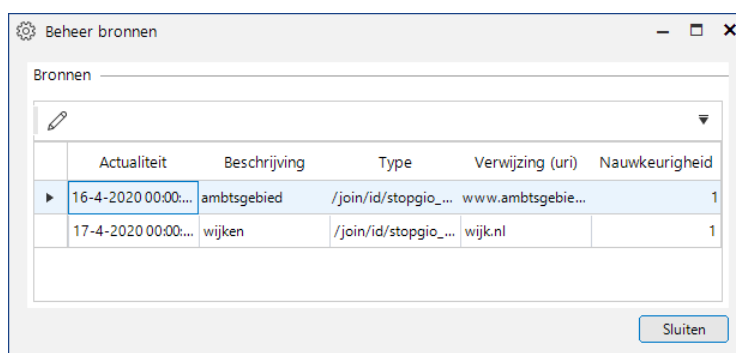 Beheer bronnen
Bronnen
Actualiteit Beschrijving Type Verwijzing (uri) Nauwkeurigheid
16-4-2020 00:00:... ambtsgebied /join/id/stopgio_... www.ambtsgebie... 1
17-4-2020 00:00:... wijken /join/id/stopgio_... wijk.nl 1
Sluiten